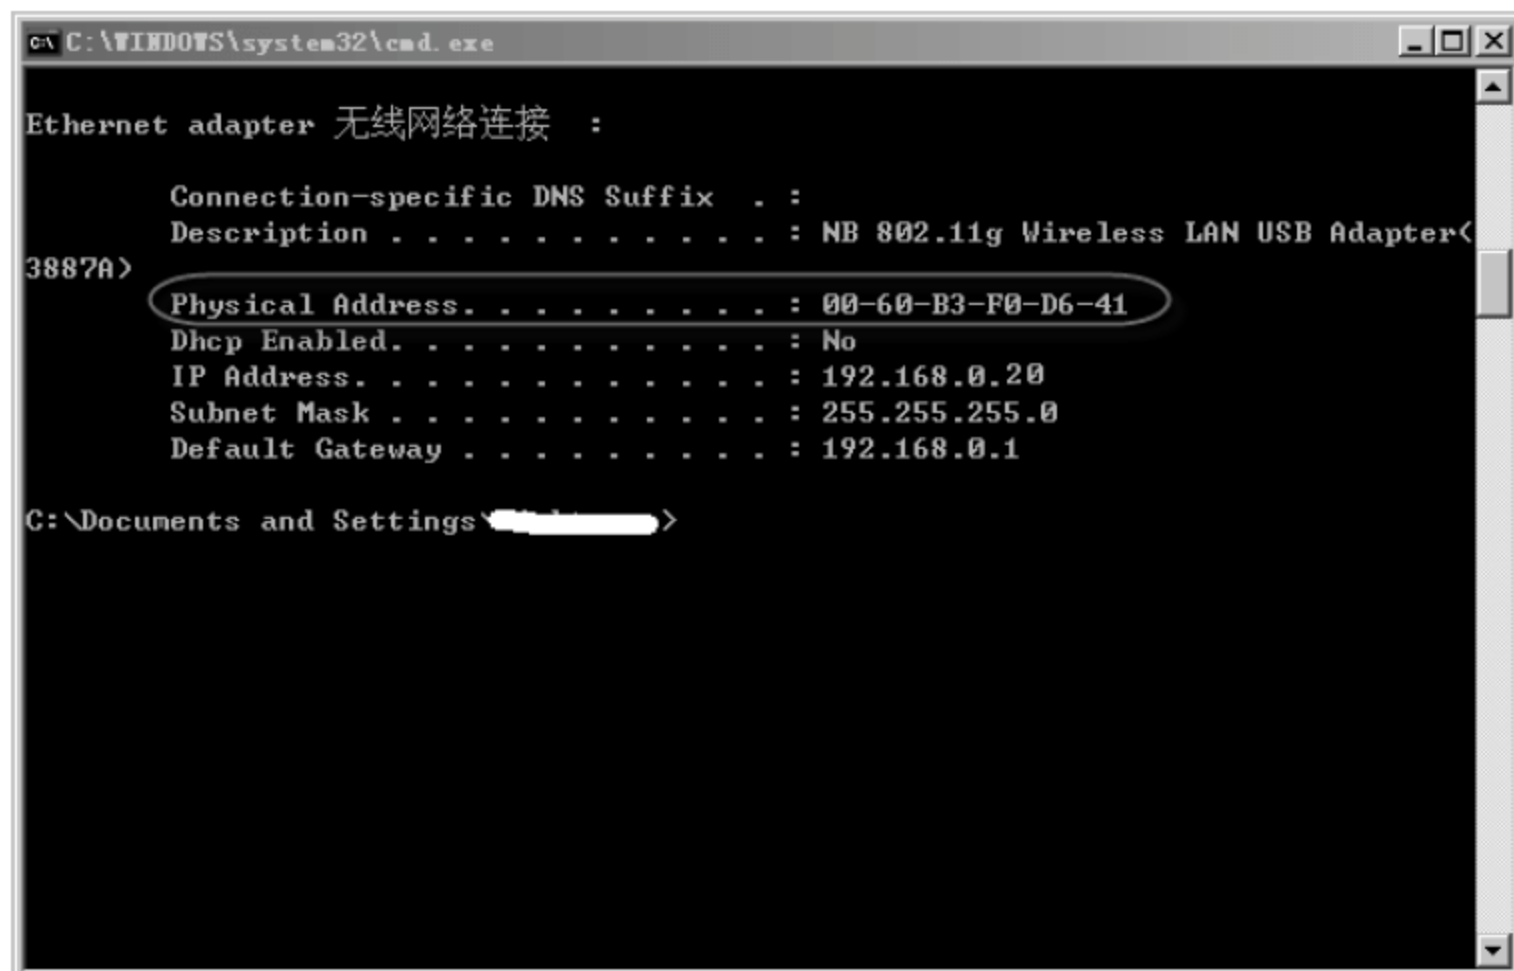 C:\WINDOWS\system32\cmd.exe
Ethernet adapter 无线网络连接 :
Connection-specific DNS Suffix . :
Description . . . . . . . . . . . : NB 802.11g Wireless LAN USB Adapter<
3887A>
Physical Address. . . . . . . . . : 00-60-B3-F0-D6-41
Dhcp Enabled. . . . . . . . . . . : No
IP Address. . . . . . . . . . . . : 192.168.0.20
Subnet Mask . . . . . . . . . . . : 255.255.255.0
Default Gateway . . . . . . . . . : 192.168.0.1
C:\Documents and Settings\ >